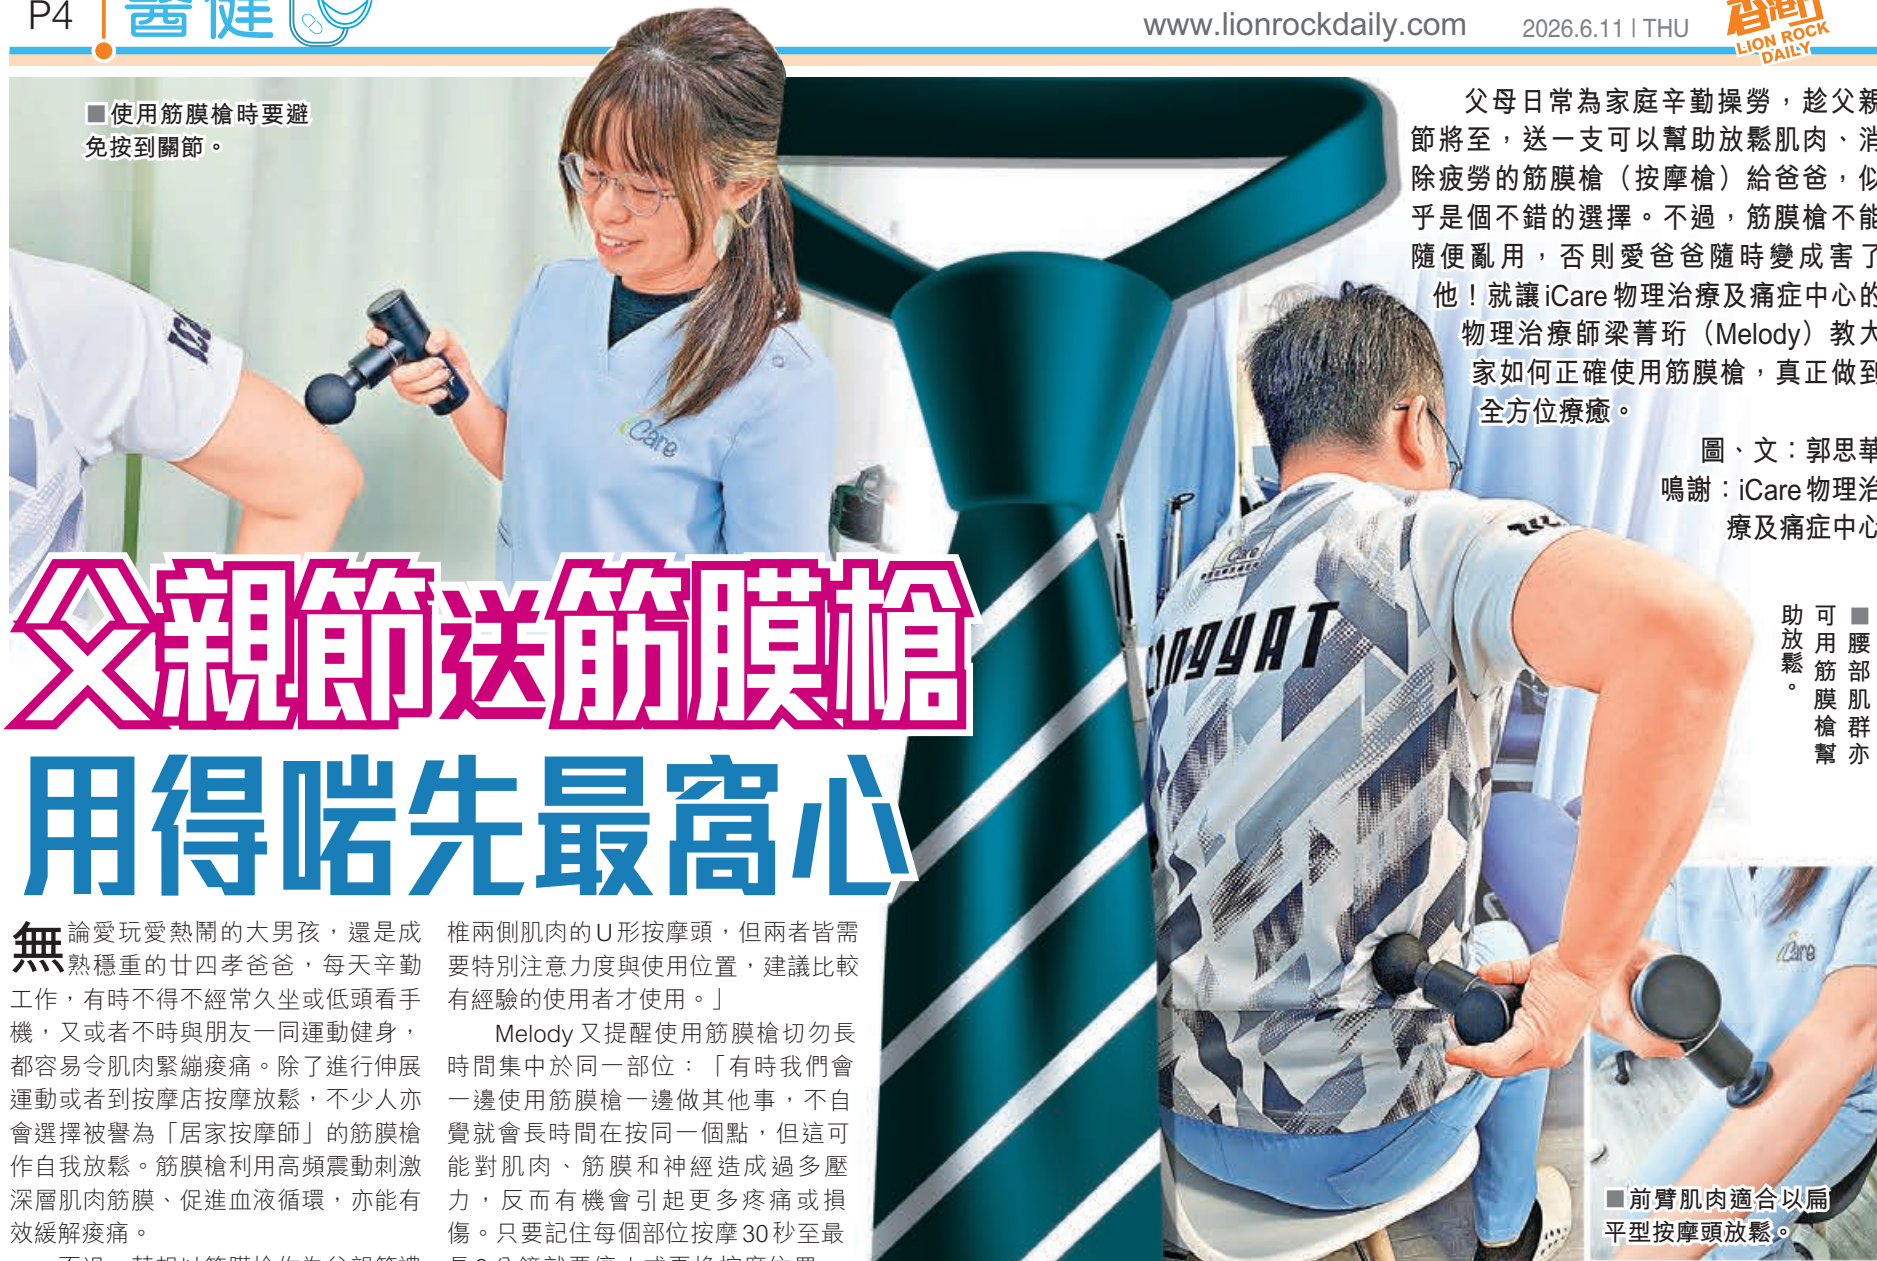 P4
醫健
www.lionrockdaily.com
2026.6.11 | THU
香港
LION ROCK
DAILY
■使用筋膜槍時要避
免按到關節。
父母日常為家庭辛勤操勞，趁父親
節將至，送一支可以幫助放鬆肌肉、消
除疲勞的筋膜槍（按摩槍）給爸爸，似
乎是個不錯的選擇。不過，筋膜槍不能
隨便亂用，否則愛爸爸隨時變成害了
他！就讓iCare物理治療及痛症中心的
物理治療師梁菁珩（Melody）教大
家如何正確使用筋膜槍，真正做到
全方位療癒。
圖、文：郭思華
鳴謝：iCare物理治
療及痛症中心
iCare
父親節送筋膜槍
用得啱先最窩心
■腰部肌群亦
可用筋膜槍幫
助放鬆。
無論愛玩愛熱鬧的大男孩，還是成
熟穩重的廿四孝爸爸，每天辛勤
工作，有時不得不經常久坐或低頭看手
機，又或者不時與朋友一同運動健身，
都容易令肌肉緊繃痠痛。除了進行伸展
運動或者到按摩店按摩放鬆，不少人亦
會選擇被譽為「居家按摩師」的筋膜槍
作自我放鬆。筋膜槍利用高頻震動刺激
深層肌肉筋膜、促進血液循環，亦能有
效緩解痠痛。
椎兩側肌肉的U形按摩頭，但兩者皆需
要特別注意力度與使用位置，建議比較
有經驗的使用者才使用。」
Melody又提醒使用筋膜槍切勿長
時間集中於同一部位：「有時我們會
一邊使用筋膜槍一邊做其他事，不自
覺就會長時間在按同一個點，但這可
能對肌肉、筋膜和神經造成過多壓
力，反而有機會引起更多疼痛或損
傷。只要記住每個部位按摩30秒至最
iCare
iCare
■前臂肌肉適合以扁
平型按摩頭放鬆。